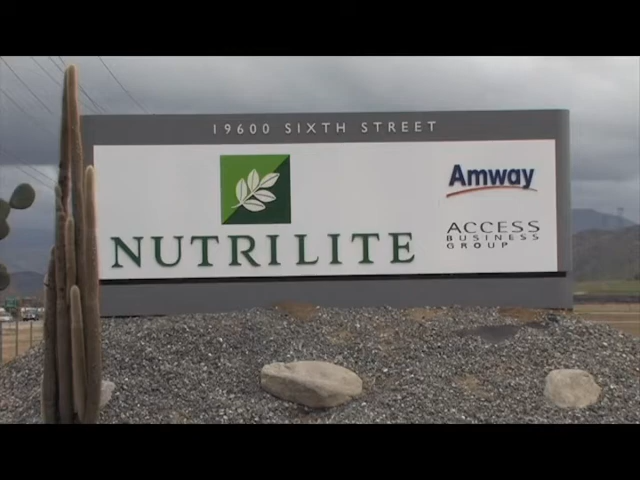 19600 SIXTH STREET
NUTRILITE
Amway
ACCESS
BUSINESS
GROUP